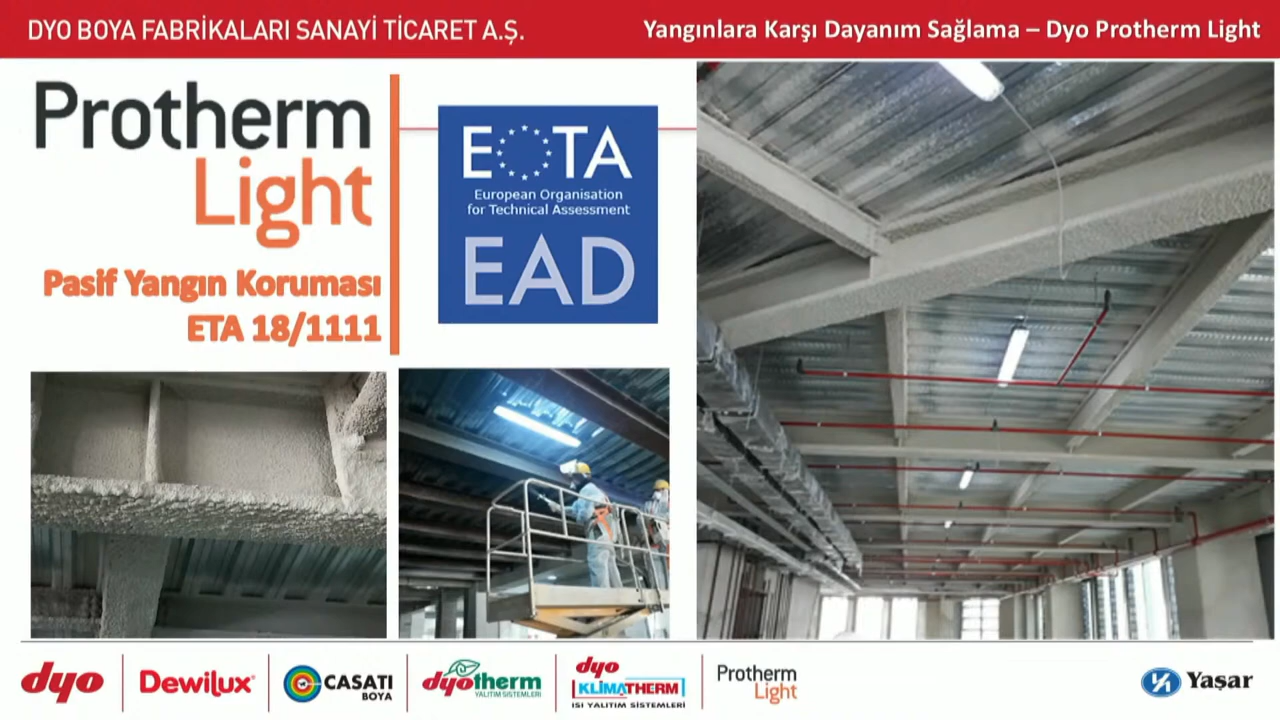 DYO BOYA FABRİKALARI SANAYİ TİCARET A.Ş.
Yangınlara Karşı Dayanım Sağlama – Dyo Protherm Light
Protherm
Light
Pasif Yangın Koruması
ETA 18/1111
EOTA
European Organisation
for Technical Assessment
EAD
dyo
Dewilux®
CASATI
BOYA
dyotherm
YALITIM SİSTEMLERİ
dyo
KLİMATHERM
ISI YALITIM SİSTEMLERİ
Protherm
Light
Yaşar